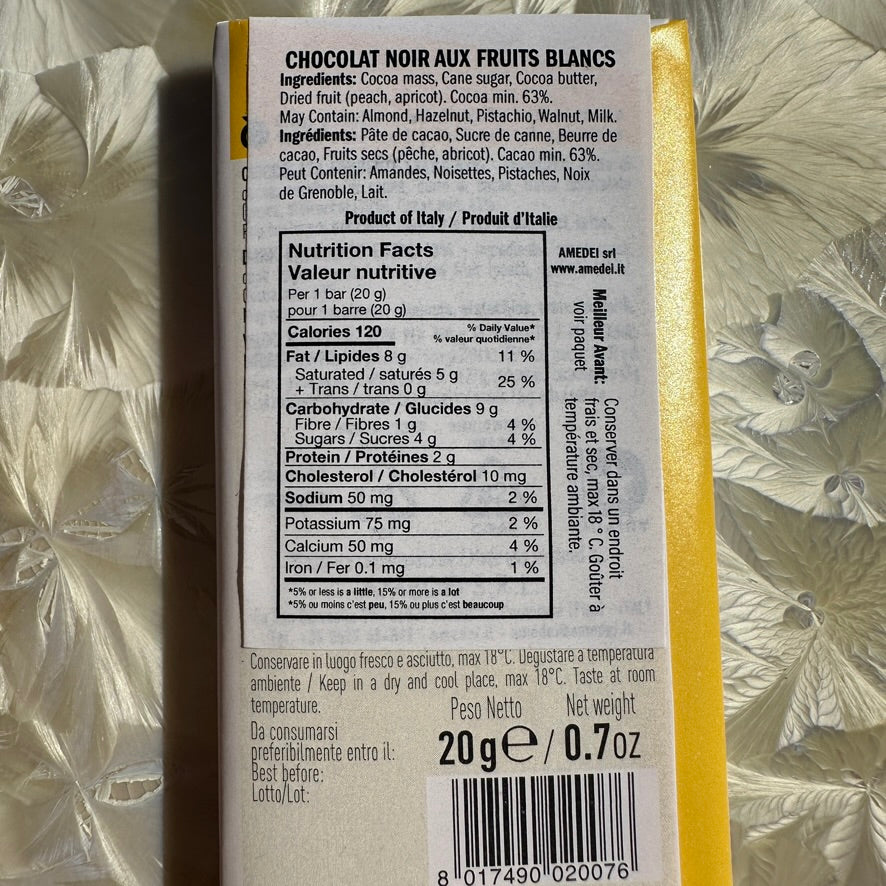 CHOCOLAT NOIR AUX FRUITS BLANCS
Ingredients: Cocoa mass, Cane sugar, Cocoa butter,
Dried fruit (peach, apricot). Cocoa min. 63%.
May Contain: Almond, Hazelnut, Pistachio, Walnut, Milk.
Ingrédients: Pâte de cacao, Sucre de canne, Beurre de
cacao, Fruits secs (pêche, abricot). Cacao min. 63%.
Peut Contenir: Amandes, Noisettes, Pistaches, Noix
de Grenoble, Lait.
Product of Italy / Produit d'Italie
Nutrition Facts
Valeur nutritive
Per 1 bar (20 g)
pour 1 barre (20 g)
Calories 120
% Daily Value*
% valeur quotidienne*
Fat / Lipides 8 g 11 %
Saturated / saturés 5 g
+ Trans / trans 0 g 25 %
Carbohydrate / Glucides 9 g
Fibre / Fibres 1 g 4 %
Sugars / Sucres 4 g 4 %
Protein / Protéines 2 g
Cholesterol / Cholestérol 10 mg
Sodium 50 mg 2 %
Potassium 75 mg 2 %
Calcium 50 mg 4 %
Iron / Fer 0.1 mg 1 %
*5% or less is a little, 15% or more is a lot
*5% ou moins c'est peu, 15% ou plus c'est beaucoup
AMEDEI srl
www.amedei.it
Meilleur Avant:
voir paquet
Conserver dans un endroit
frais et sec, max 18 ° C. Goûter à
température ambiante.
Conservare in luogo fresco e asciutto, max 18°C. Degustare a temperatura
ambiente / Keep in a dry and cool place, max 18°C. Taste at room
temperature.
Peso Netto Net weight
20 g e / 0.7 oz
Da consumarsi
preferibilmente entro il:
Best before:
Lotto/Lot:
8 017490 020076